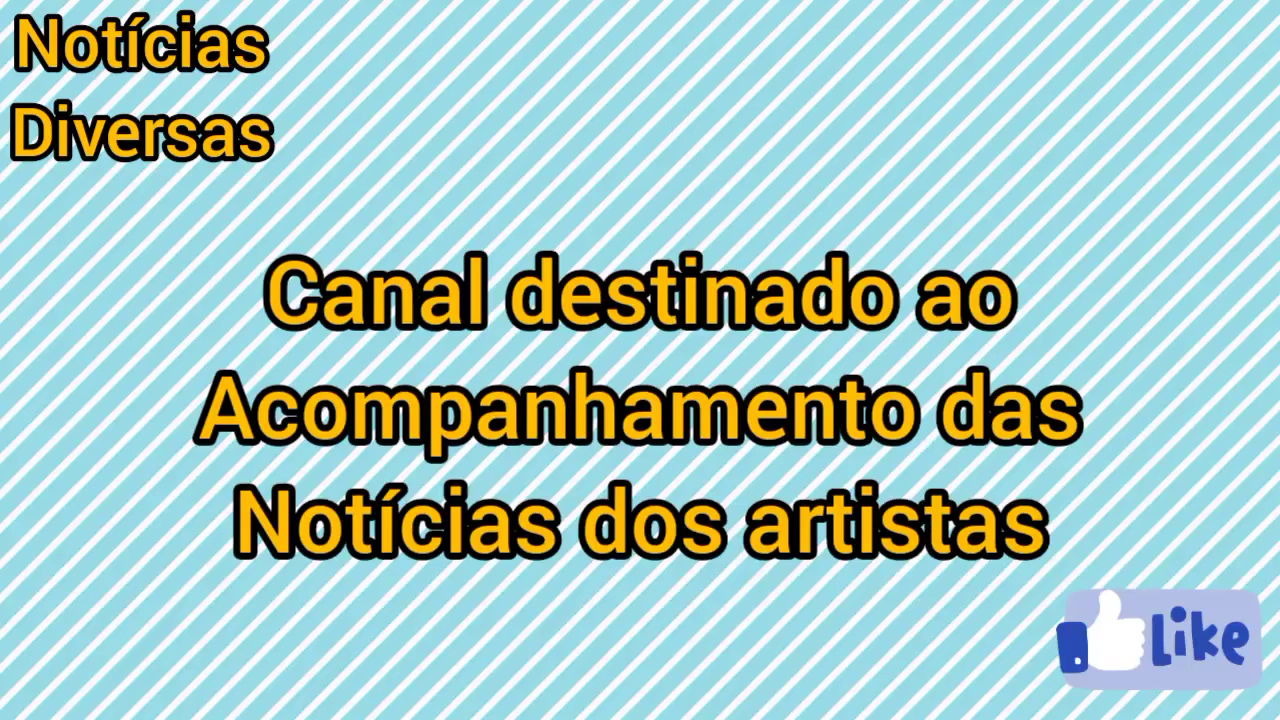 Notícias
Diversas
Canal destinado ao
Acompanhamento das
Notícias dos artistas
Like